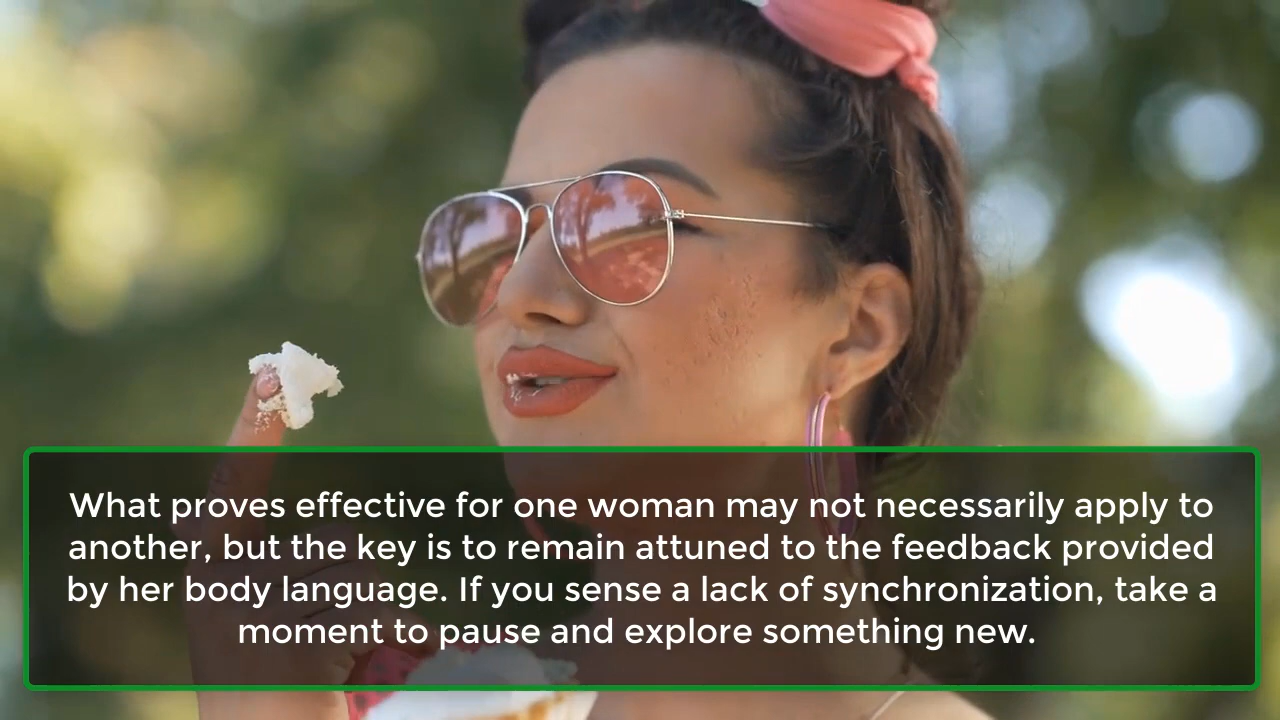 What proves effective for one woman may not necessarily apply to
another, but the key is to remain attuned to the feedback provided
by her body language. If you sense a lack of synchronization, take a
moment to pause and explore something new.